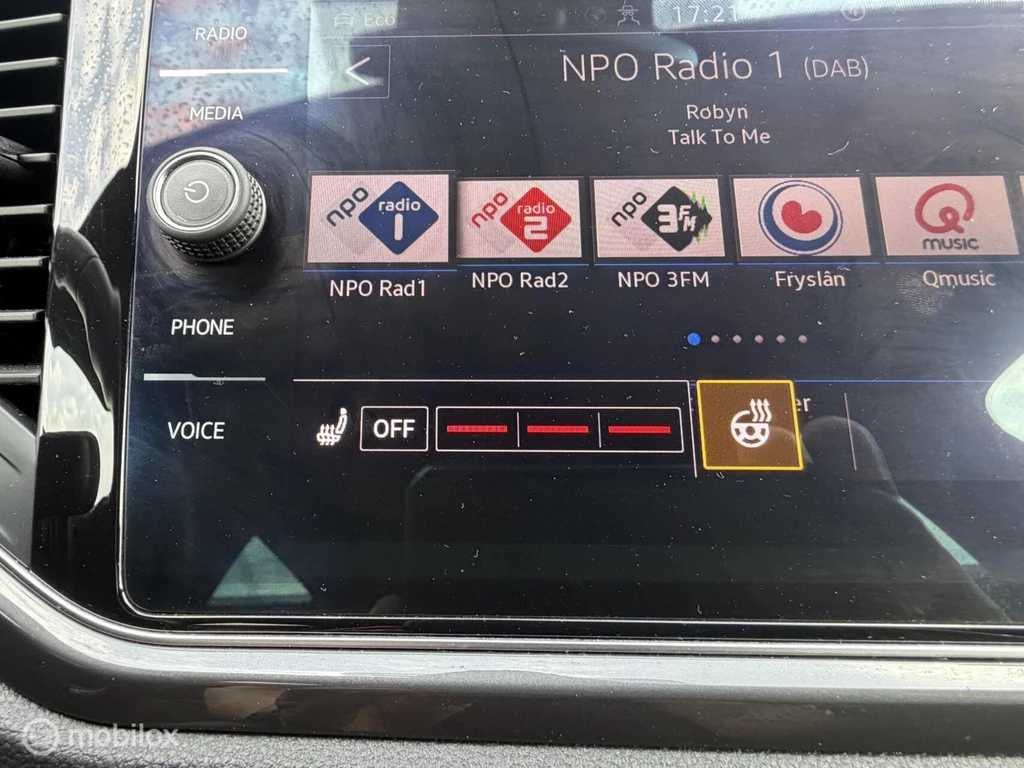 RADIO
Eco
17:21
<
NPO Radio 1 (DAB)
MEDIA
Robyn
Talk To Me
npo radio 1
npo radio 2
npo 3FM
Q MUSIC
NPO Rad1
NPO Rad2
NPO 3FM
Fryslân
Qmusic
PHONE
VOICE
OFF
er
mobilox